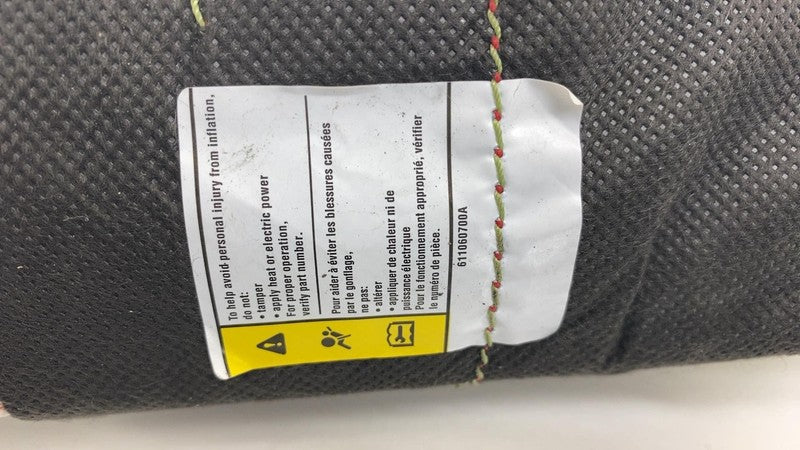 To help avoid personal injury from inflation,
do not:
• tamper
• apply heat or electric power
For proper operation,
verify part number.
Pour aider à éviter les blessures causées
par le gonflage,
ne pas:
• altérer
• appliquer de chaleur ni de
puissance électrique
Pour le fonctionnement approprié, vérifier
le numéro de pièce.
611060700A